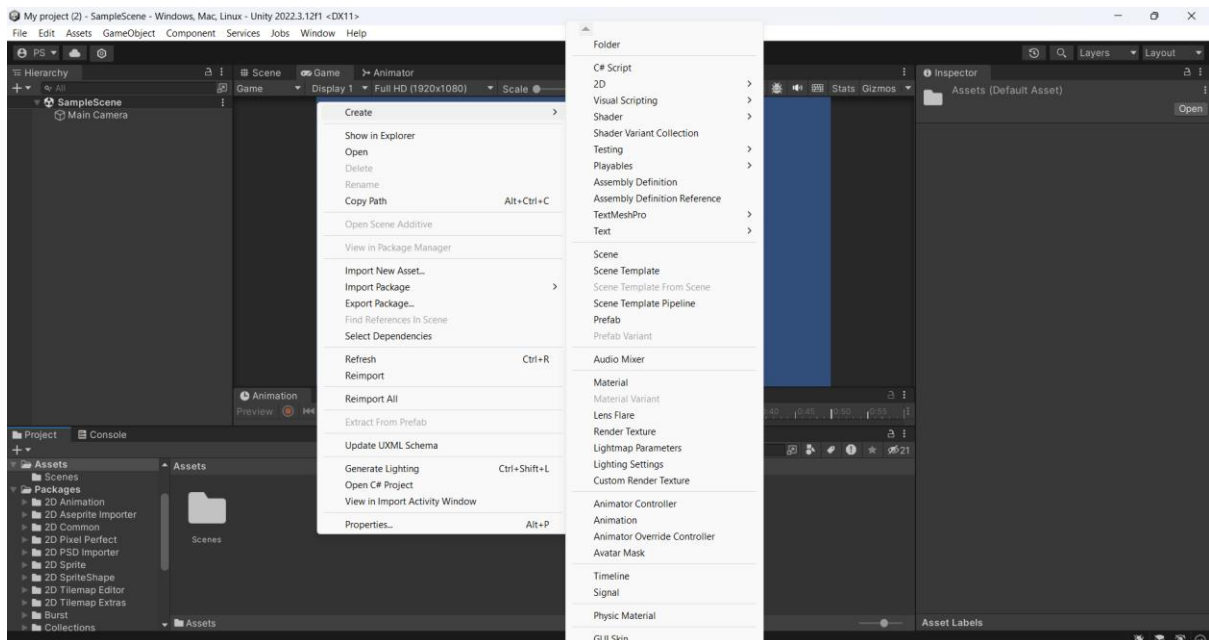 My project (2) - SampleScene - Windows, Mac, Linux - Unity 2022.3.12f1 <DX11>
File Edit Assets GameObject Component Services Jobs Window Help
PS
Layers Layout
Hierarchy
All
SampleScene
Main Camera
Scene Game Animator
Game Display 1 Full HD (1920x1080) Scale
Stats Gizmos
Inspector
Assets (Default Asset)
Open
Create
Show in Explorer
Open
Delete
Rename
Copy Path Alt+Ctrl+C
Open Scene Additive
View in Package Manager
Import New Asset...
Import Package
Export Package...
Find References In Scene
Select Dependencies
Refresh Ctrl+R
Reimport
Reimport All
Extract From Prefab
Update UXML Schema
Generate Lighting Ctrl+Shift+L
Open C# Project
View in Import Activity Window
Properties... Alt+P
Folder
C# Script
2D
Visual Scripting
Shader
Shader Variant Collection
Testing
Playables
Assembly Definition
Assembly Definition Reference
TextMeshPro
Text
Scene
Scene Template
Scene Template From Scene
Scene Template Pipeline
Prefab
Prefab Variant
Audio Mixer
Material
Material Variant
Lens Flare
Render Texture
Lightmap Parameters
Lighting Settings
Custom Render Texture
Animator Controller
Animation
Animator Override Controller
Avatar Mask
Timeline
Signal
Physic Material
GUI Skin
Animation
Preview
0:45 0:50 0:55
Project Console
21
Assets
Scenes
Packages
2D Animation
2D Aseprite Importer
2D Common
2D Pixel Perfect
2D PSD Importer
2D Sprite
2D SpriteShape
2D Tilemap Editor
2D Tilemap Extras
Burst
Collections
Assets
Scenes
Assets
Asset Labels